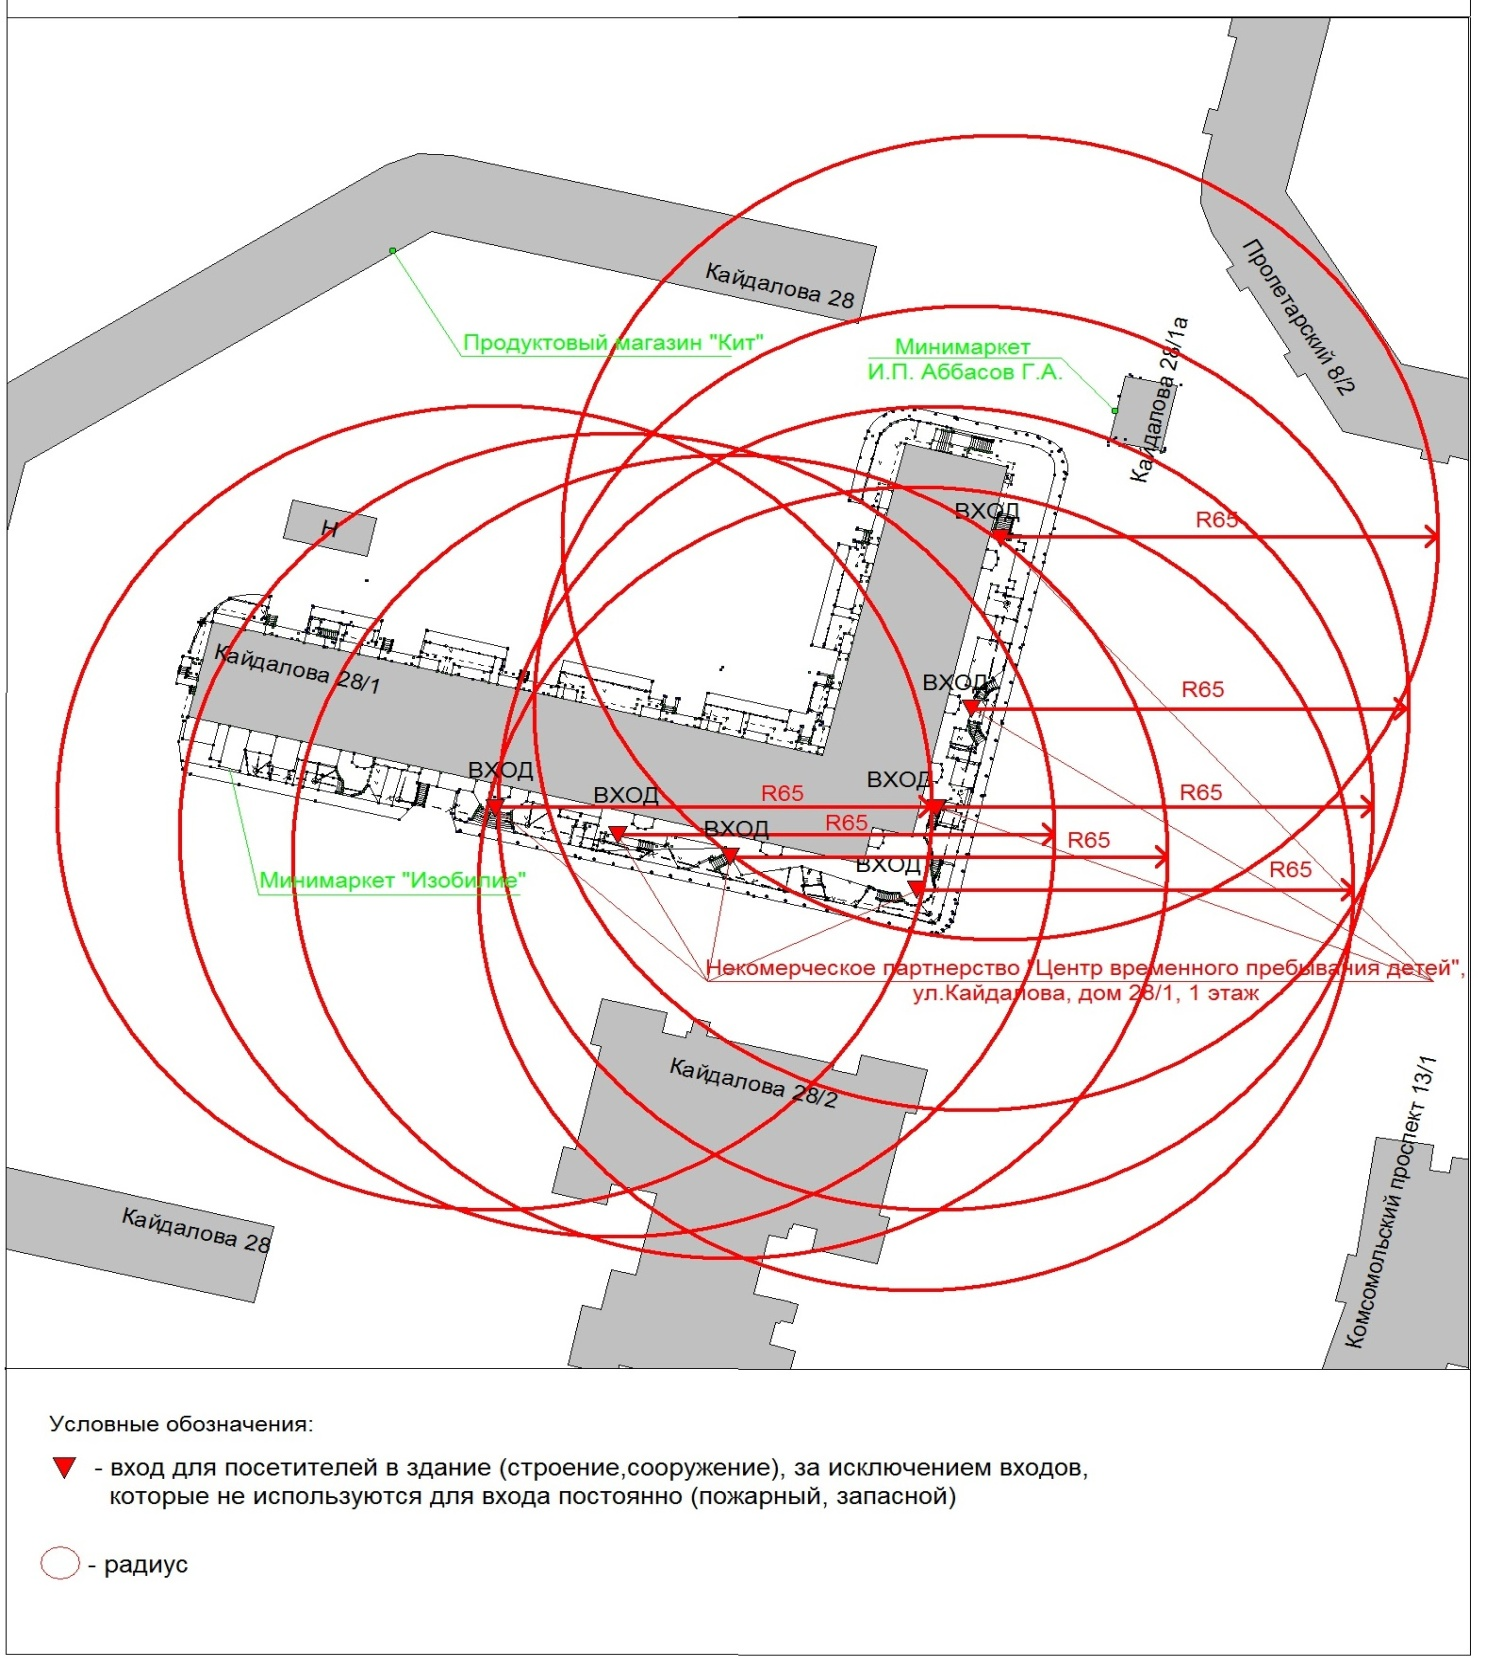 Кайдалова 28
Пролетарский 8/2
Продуктовый магазин "Кит"
Минимаркет
И.П. Аббасов Г.А.
Кайдалова 28/1а
ВХОД
R65
Н
Кайдалова 28/1
ВХОД
R65
ВХОД
ВХОД
R65
R65
ВХОД
R65
ВХОД
R65
ВХОД
R65
Минимаркет "Изобилие"
Некомерческое партнерство "Центр временного пребывания детей",
ул.Кайдалова, дом 28/1, 1 этаж
Кайдалова 28/2
Комсомольский проспект 13/1
Кайдалова 28
Условные обозначения:
- вход для посетителей в здание (строение,сооружение), за исключением входов,
которые не используются для входа постоянно (пожарный, запасной)
- радиус